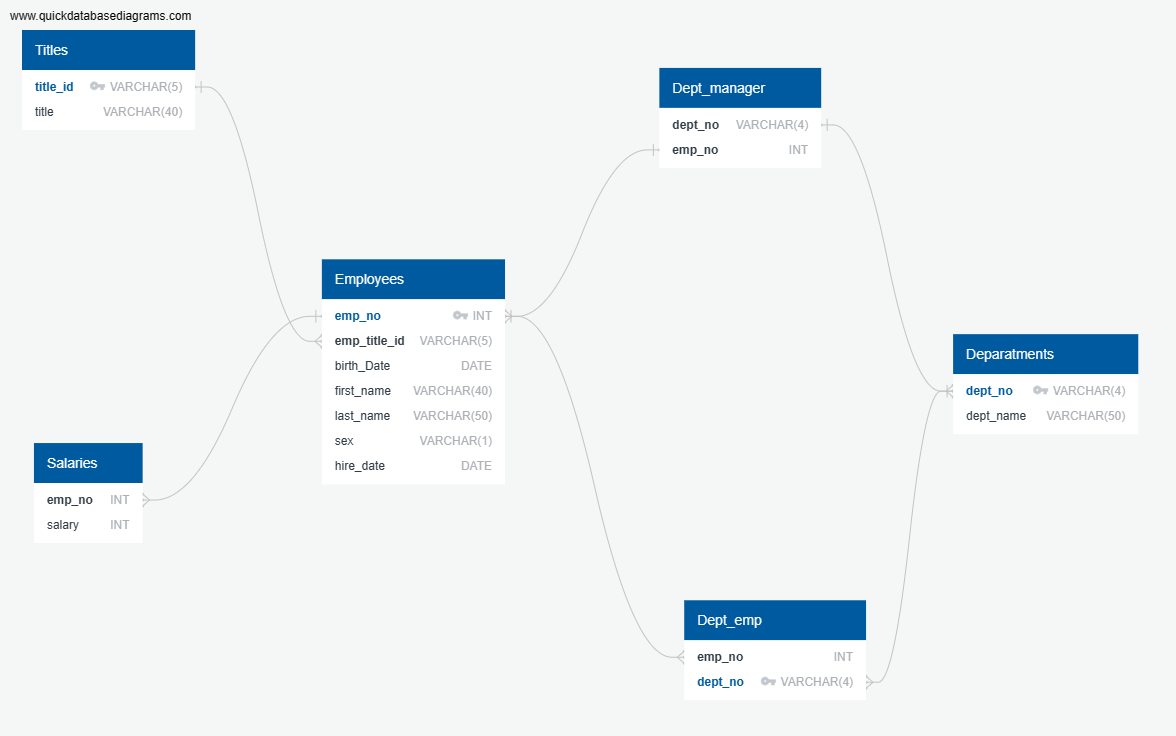 www.quickdatabasediagrams.com
Titles
title_id VARCHAR(5)
title VARCHAR(40)
Dept_manager
dept_no VARCHAR(4)
emp_no INT
Employees
emp_no INT
emp_title_id VARCHAR(5)
birth_Date DATE
first_name VARCHAR(40)
last_name VARCHAR(50)
sex VARCHAR(1)
hire_date DATE
Deparatments
dept_no VARCHAR(4)
dept_name VARCHAR(50)
Salaries
emp_no INT
salary INT
Dept_emp
emp_no INT
dept_no VARCHAR(4)